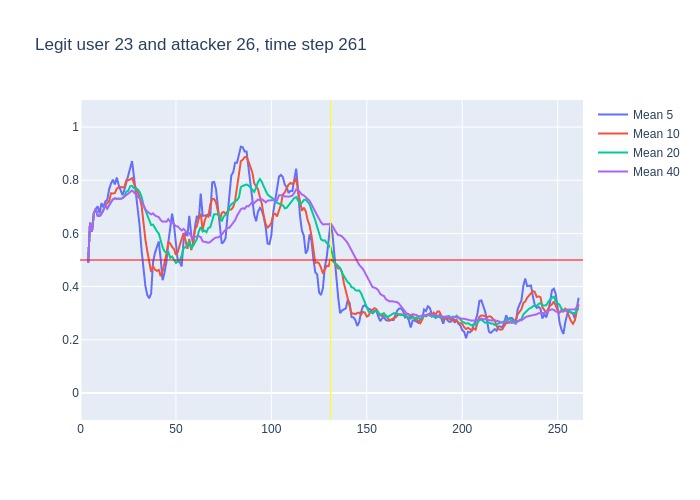 Legit user 23 and attacker 26, time step 261
Mean 5
Mean 10
Mean 20
Mean 40
1
0.8
0.6
0.4
0.2
0
0 50 100 150 200 250